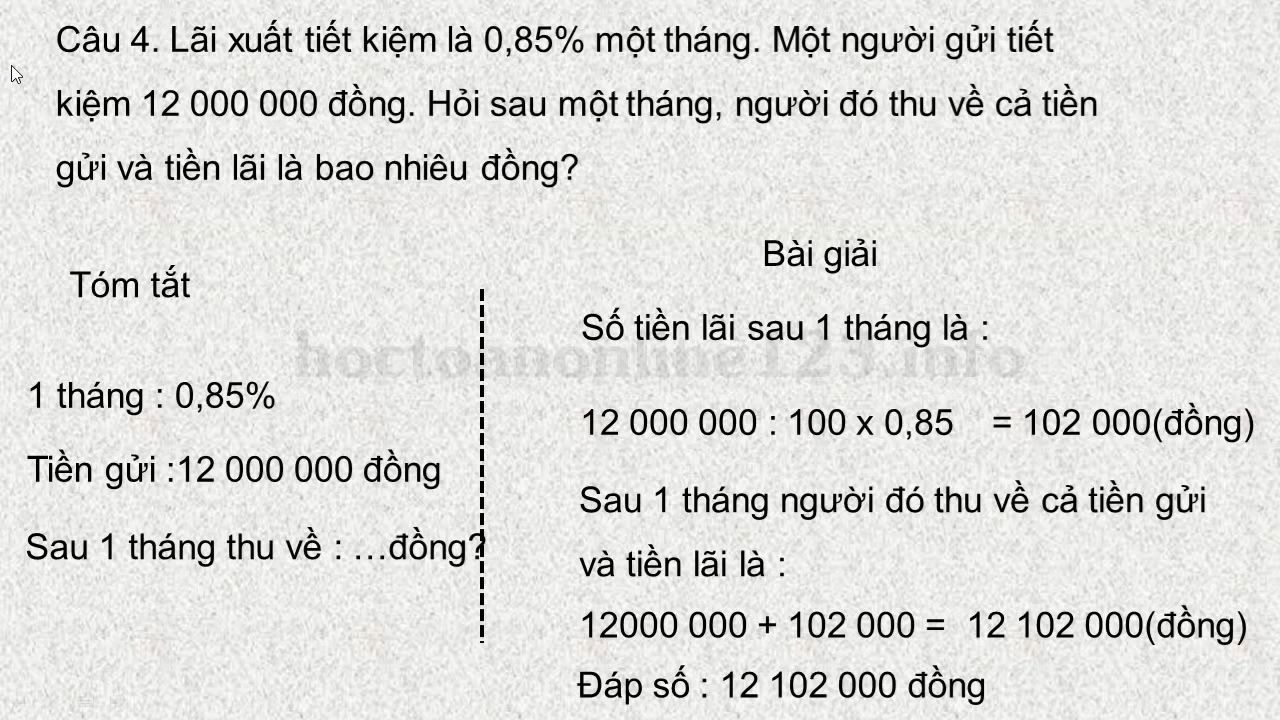 Câu 4. Lãi xuất tiết kiệm là 0,85% một tháng. Một người gửi tiết
kiệm 12 000 000 đồng. Hỏi sau một tháng, người đó thu về cả tiền
gửi và tiền lãi là bao nhiêu đồng?
Tóm tắt
1 tháng : 0,85%
Tiền gửi :12 000 000 đồng
Sau 1 tháng thu về : …đồng?
Bài giải
Số tiền lãi sau 1 tháng là :
hoctoanonline123.info
12 000 000 : 100 x 0,85 = 102 000(đồng)
Sau 1 tháng người đó thu về cả tiền gửi
và tiền lãi là :
12000 000 + 102 000 = 12 102 000(đồng)
Đáp số : 12 102 000 đồng